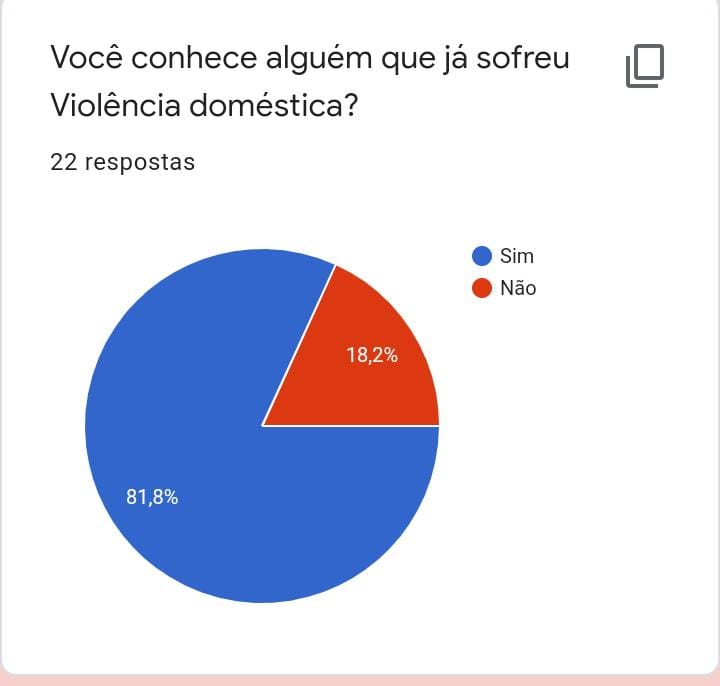 Você conhece alguém que já sofreu
Violência doméstica?
22 respostas
Sim
Não
18,2%
81,8%